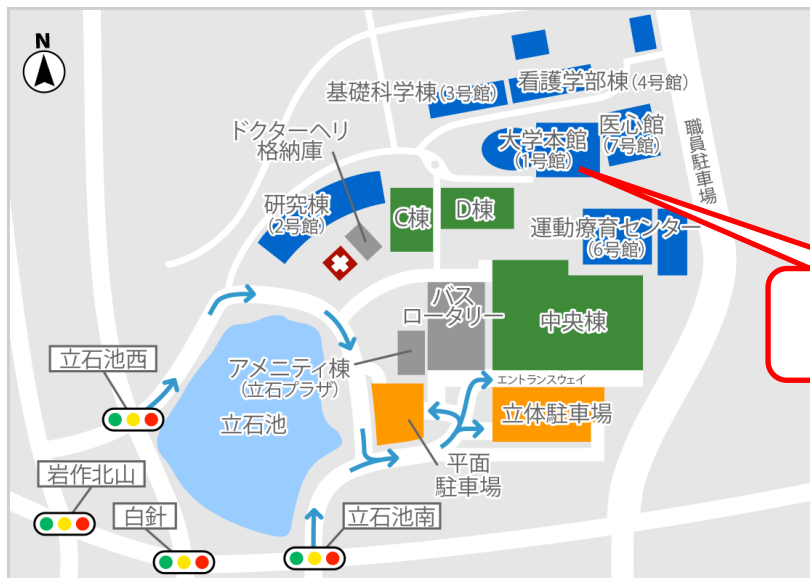 N
基礎科学棟(3号館)
看護学部棟(4号館)
ドクターヘリ
格納庫
大学本館
(1号館)
医心館
(7号館)
職員駐車場
研究棟
(2号館)
C棟
D棟
運動療育センター
(6号館)
バス
ロータリー
中央棟
アメニティ棟
(立石プラザ)
エントランスウェイ
立石池西
立石池
立体駐車場
平面
駐車場
岩作北山
白針
立石池南